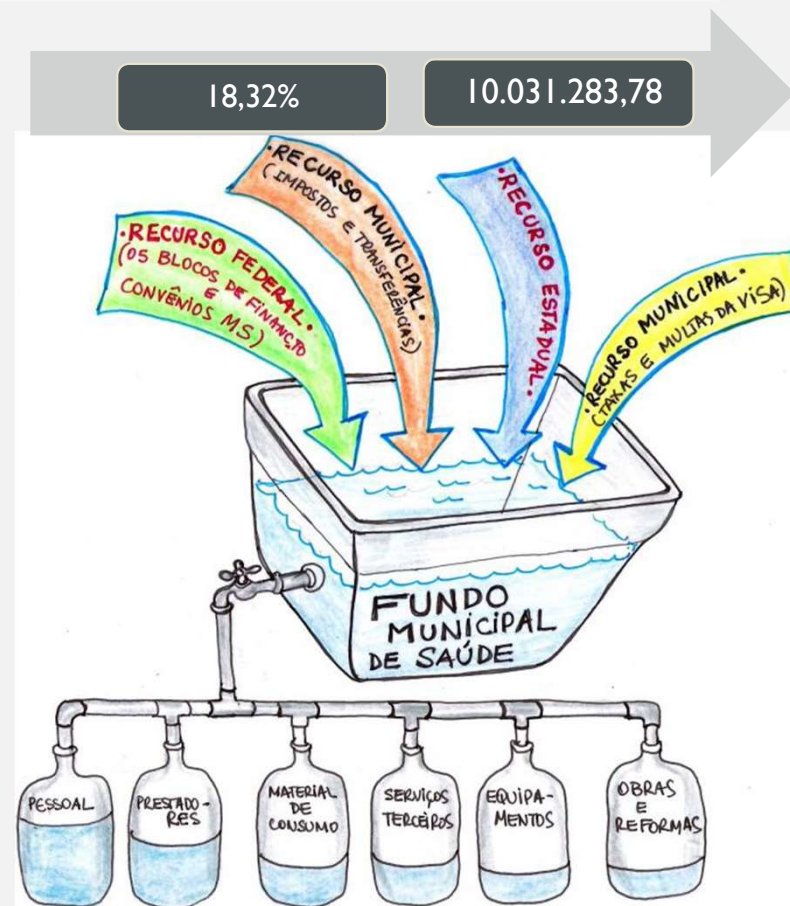 18,32%
10.031.283,78
·RECURSO FEDERAL·
(05 BLOCOS DE FINANCTO
E
CONVÊNIOS MS)
·RECURSO MUNICIPAL·
(IMPOSTOS E TRANSFERÊNCIAS)
·RECURSO ESTADUAL·
·RECURSO MUNICIPAL·
(TAXAS E MULTAS DA VISA)
FUNDO
MUNICIPAL
DE SAÚDE
PESSOAL
PRESTADO-
RES
MATERIAL
DE
CONSUMO
SERVIÇOS
TERCEIROS
EQUIPA-
MENTOS
OBRAS
E
REFORMAS